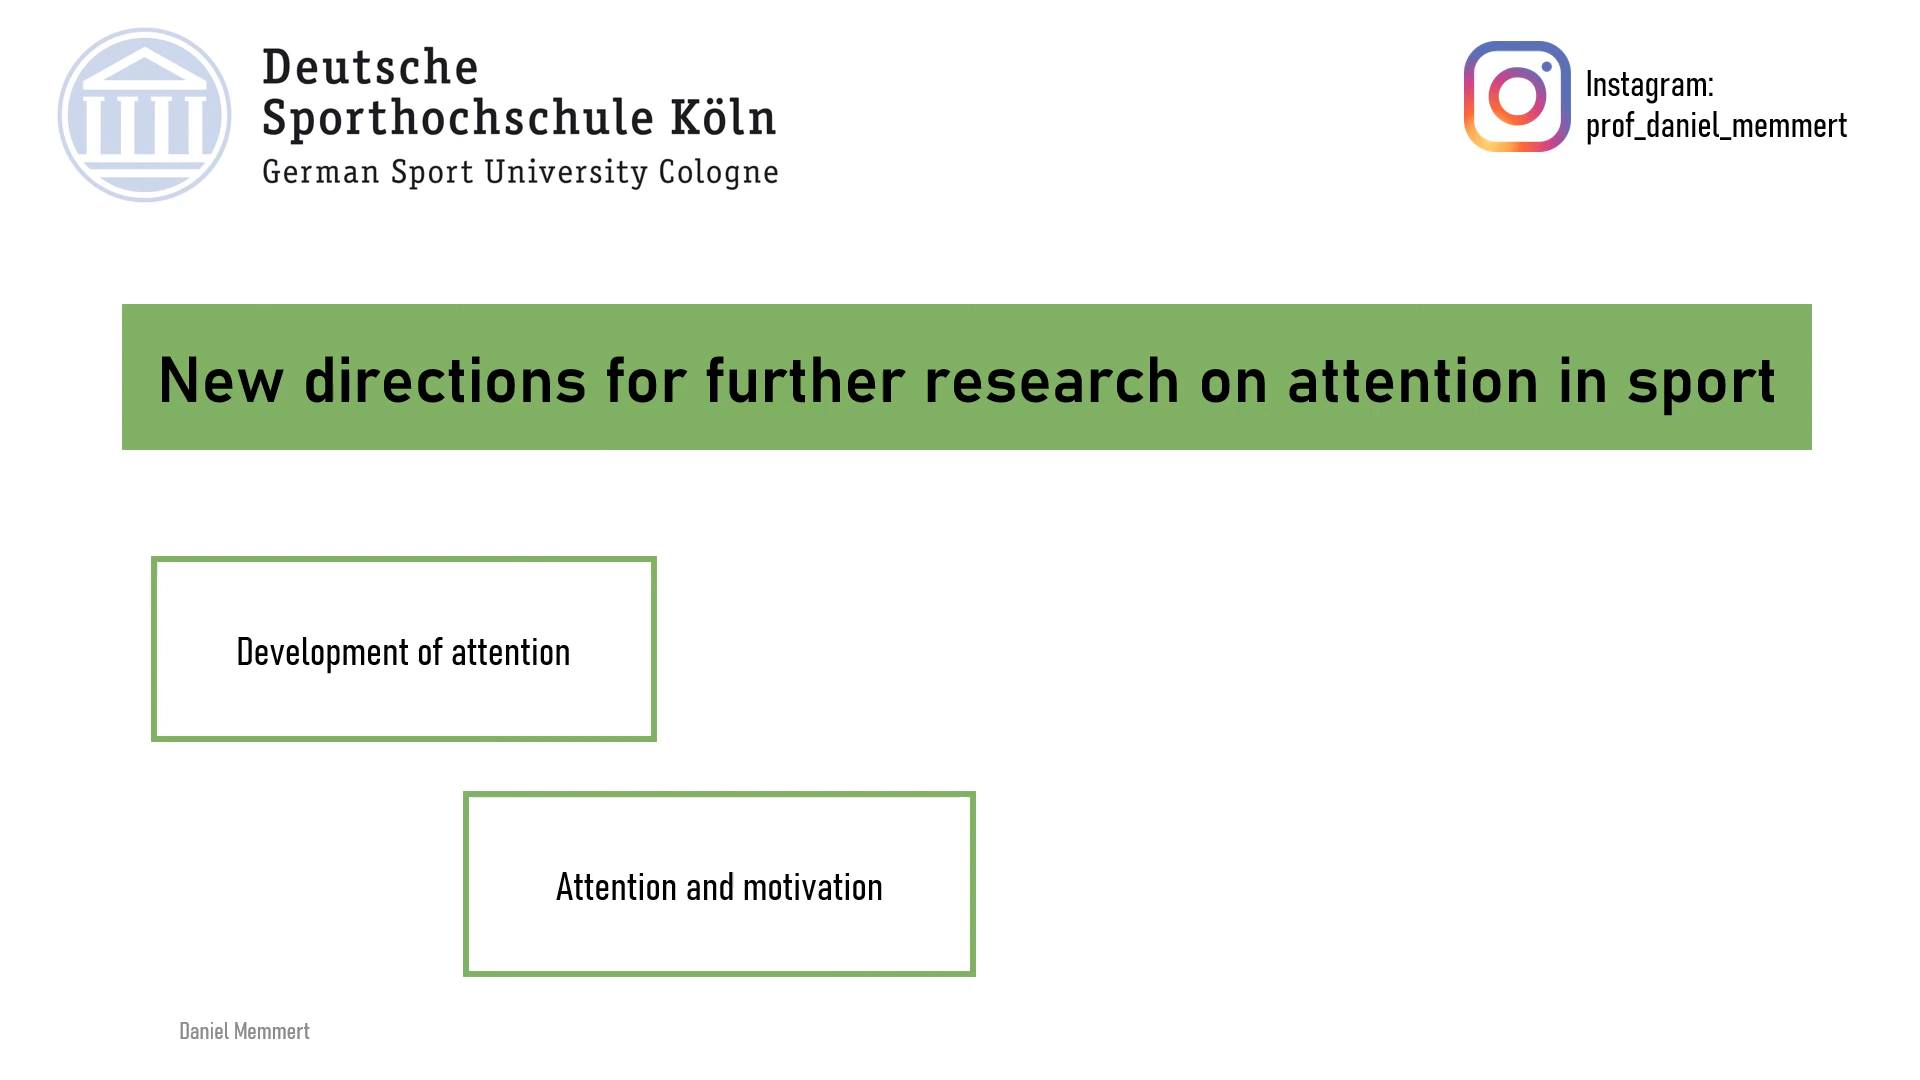 Deutsche
Sporthochschule Köln
German Sport University Cologne
Instagram:
prof_daniel_memmert
New directions for further research on attention in sport
Development of attention
Attention and motivation
Daniel Memmert